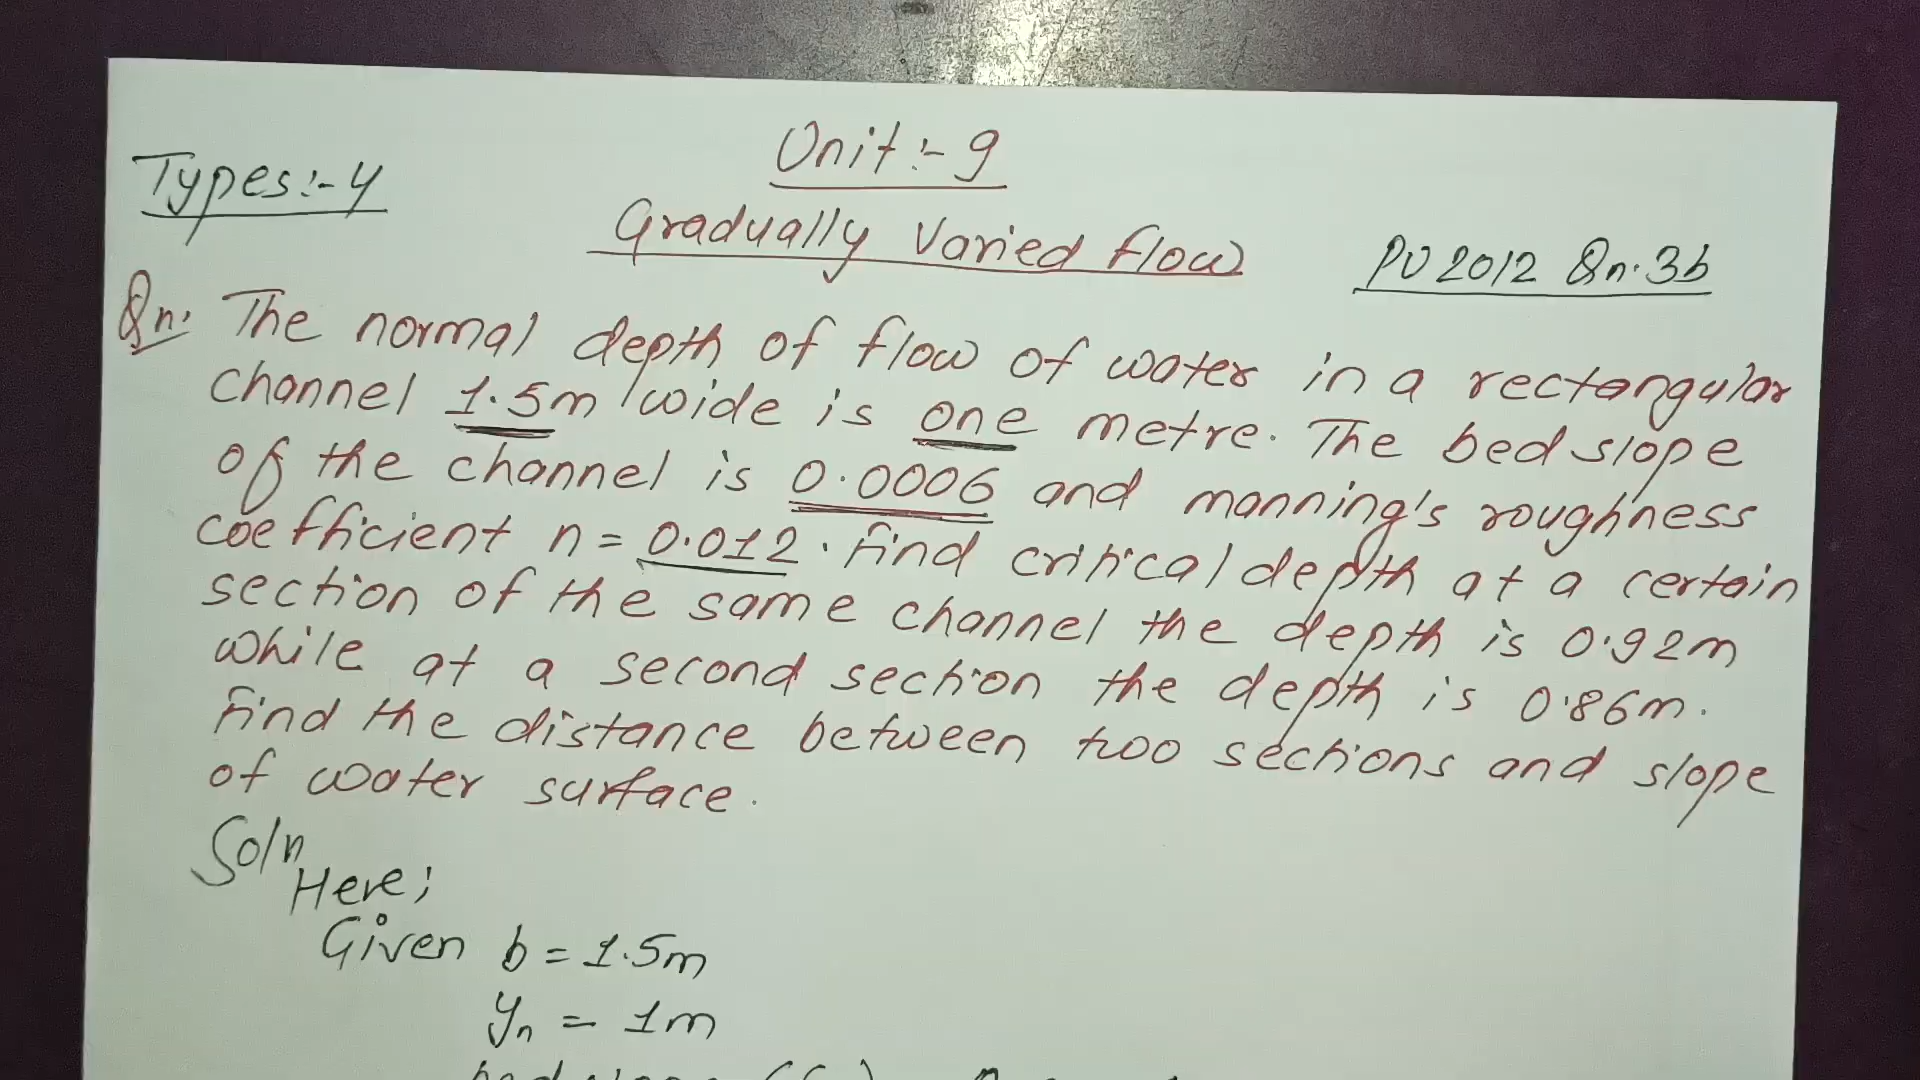 Unit:- 9
Types:- 4
Gradually Varied flow
PU 2012 Qn. 3b
Qn. The normal depth of flow of water in a rectangular
channel 1.5m wide is one metre. The bed slope
of the channel is 0.0006 and manning's roughness
coefficient n = 0.012. find critical depth at a certain
section of the same channel the depth is 0.92m
while at a second section the depth is 0.86m.
find the distance between two sections and slope
of water surface.
Soln
Here;
Given b = 1.5m
yn = 1m